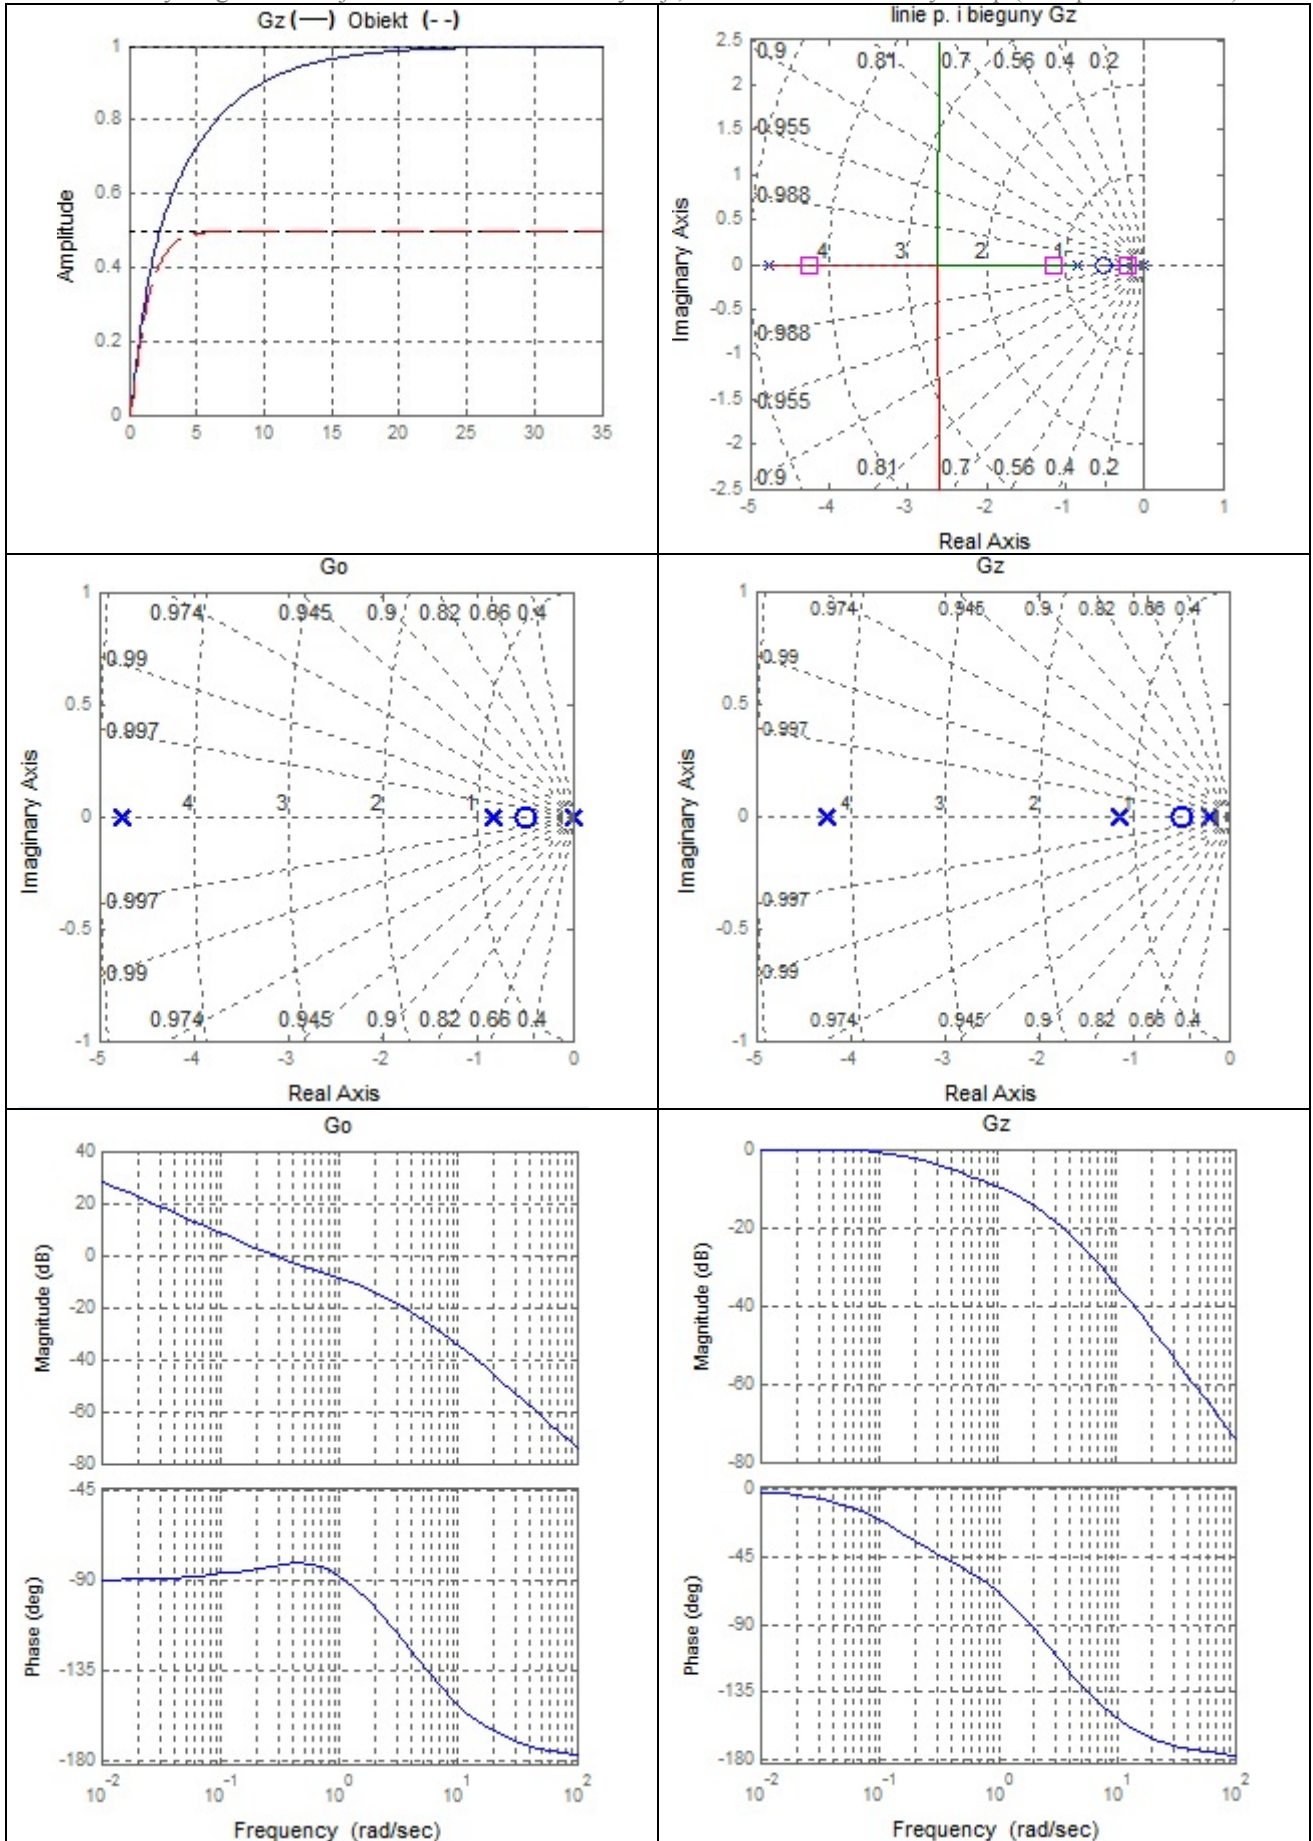 Gz (—) Obiekt (- -)
Amplitude
1
0.8
0.6
0.4
0.2
0
0 5 10 15 20 25 30 35
linie p. i bieguny Gz
Imaginary Axis
2.5
2
1.5
1
0.5
0
-0.5
-1
-1.5
-2
-2.5
0.9 0.81 0.7 0.56 0.4 0.2
0.955
0.988
4 3 2 1
0.988
0.955
0.9 0.81 0.7 0.56 0.4 0.2
-5 -4 -3 -2 -1 0 1
Real Axis
Go
Imaginary Axis
1
0.5
0
-0.5
-1
0.974 0.945 0.9 0.82 0.66 0.4
0.99
0.997
4 3 2 1
0.997
0.99
0.974 0.945 0.9 0.82 0.66 0.4
-5 -4 -3 -2 -1 0
Real Axis
Gz
Imaginary Axis
1
0.5
0
-0.5
-1
0.974 0.945 0.9 0.82 0.66 0.4
0.99
0.997
4 3 2 1
0.997
0.99
0.974 0.945 0.9 0.82 0.66 0.4
-5 -4 -3 -2 -1 0
Real Axis
Go
Magnitude (dB)
40
20
0
-20
-40
-60
-80
Phase (deg)
-45
-90
-135
-180
10^-2 10^-1 10^0 10^1 10^2
Frequency (rad/sec)
Gz
Magnitude (dB)
0
-20
-40
-60
-80
Phase (deg)
0
-45
-90
-135
-180
10^-2 10^-1 10^0 10^1 10^2
Frequency (rad/sec)